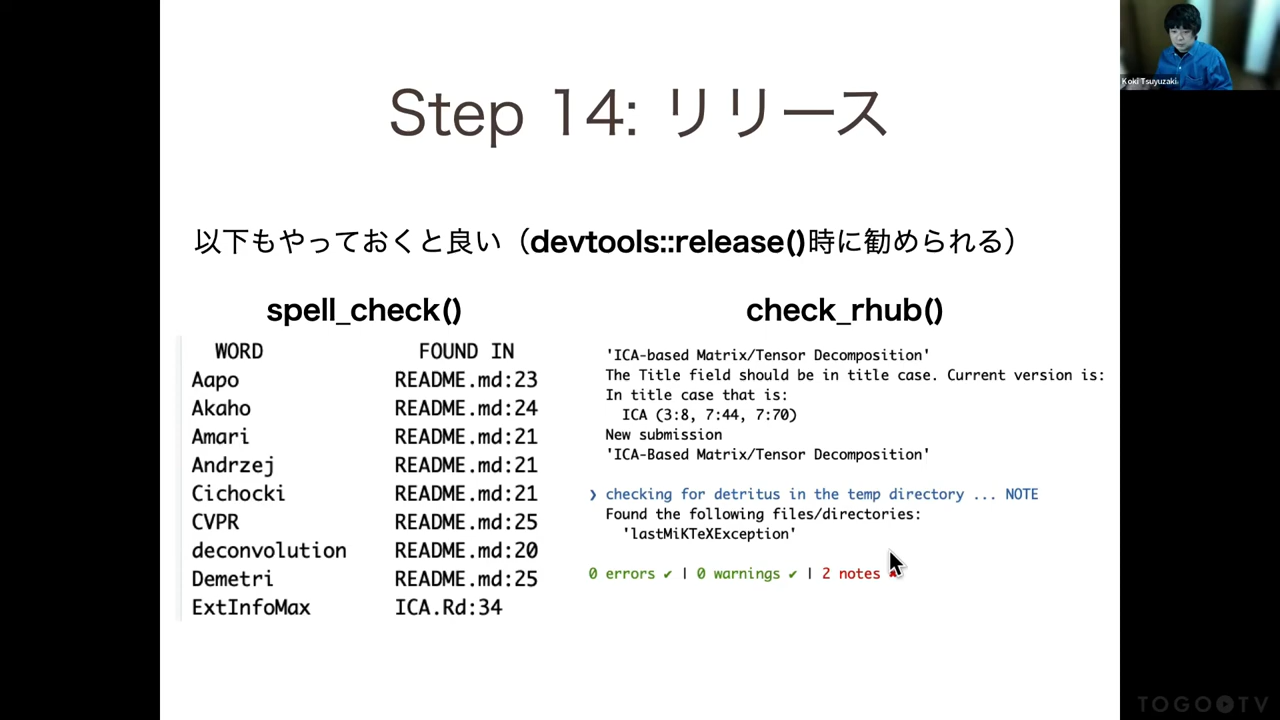 Koki Tsuyuzaki
Step 14: リリース
以下もやっておくと良い（devtools::release()時に勧められる）
spell_check()
WORD FOUND IN
Aapo README.md:23
Akaho README.md:24
Amari README.md:21
Andrzej README.md:21
Cichocki README.md:21
CVPR README.md:25
deconvolution README.md:20
Demetri README.md:25
ExtInfoMax ICA.Rd:34
check_rhub()
'ICA-based Matrix/Tensor Decomposition'
The Title field should be in title case. Current version is:
In title case that is:
ICA (3:8, 7:44, 7:70)
New submission
'ICA-Based Matrix/Tensor Decomposition'
❯ checking for detritus in the temp directory ... NOTE
Found the following files/directories:
'lastMiKTeXException'
0 errors ✔ | 0 warnings ✔ | 2 notes ✖
TOGO TV